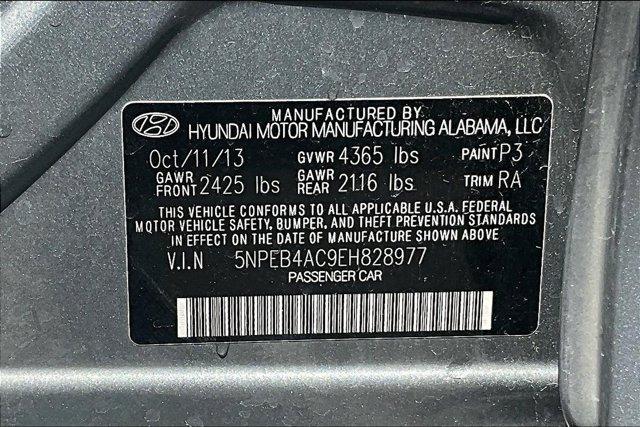 MANUFACTURED BY
HYUNDAI MOTOR MANUFACTURING ALABAMA, LLC
Oct/11/13 GVWR 4365 lbs PAINT P3
GAWR FRONT 2425 lbs GAWR REAR 2116 lbs TRIM RA
THIS VEHICLE CONFORMS TO ALL APPLICABLE U.S.A. FEDERAL
MOTOR VEHICLE SAFETY, BUMPER, AND THEFT PREVENTION STANDARDS
IN EFFECT ON THE DATE OF MANUFACTURE SHOWN ABOVE
V.I.N 5NPEB4AC9EH828977
PASSENGER CAR